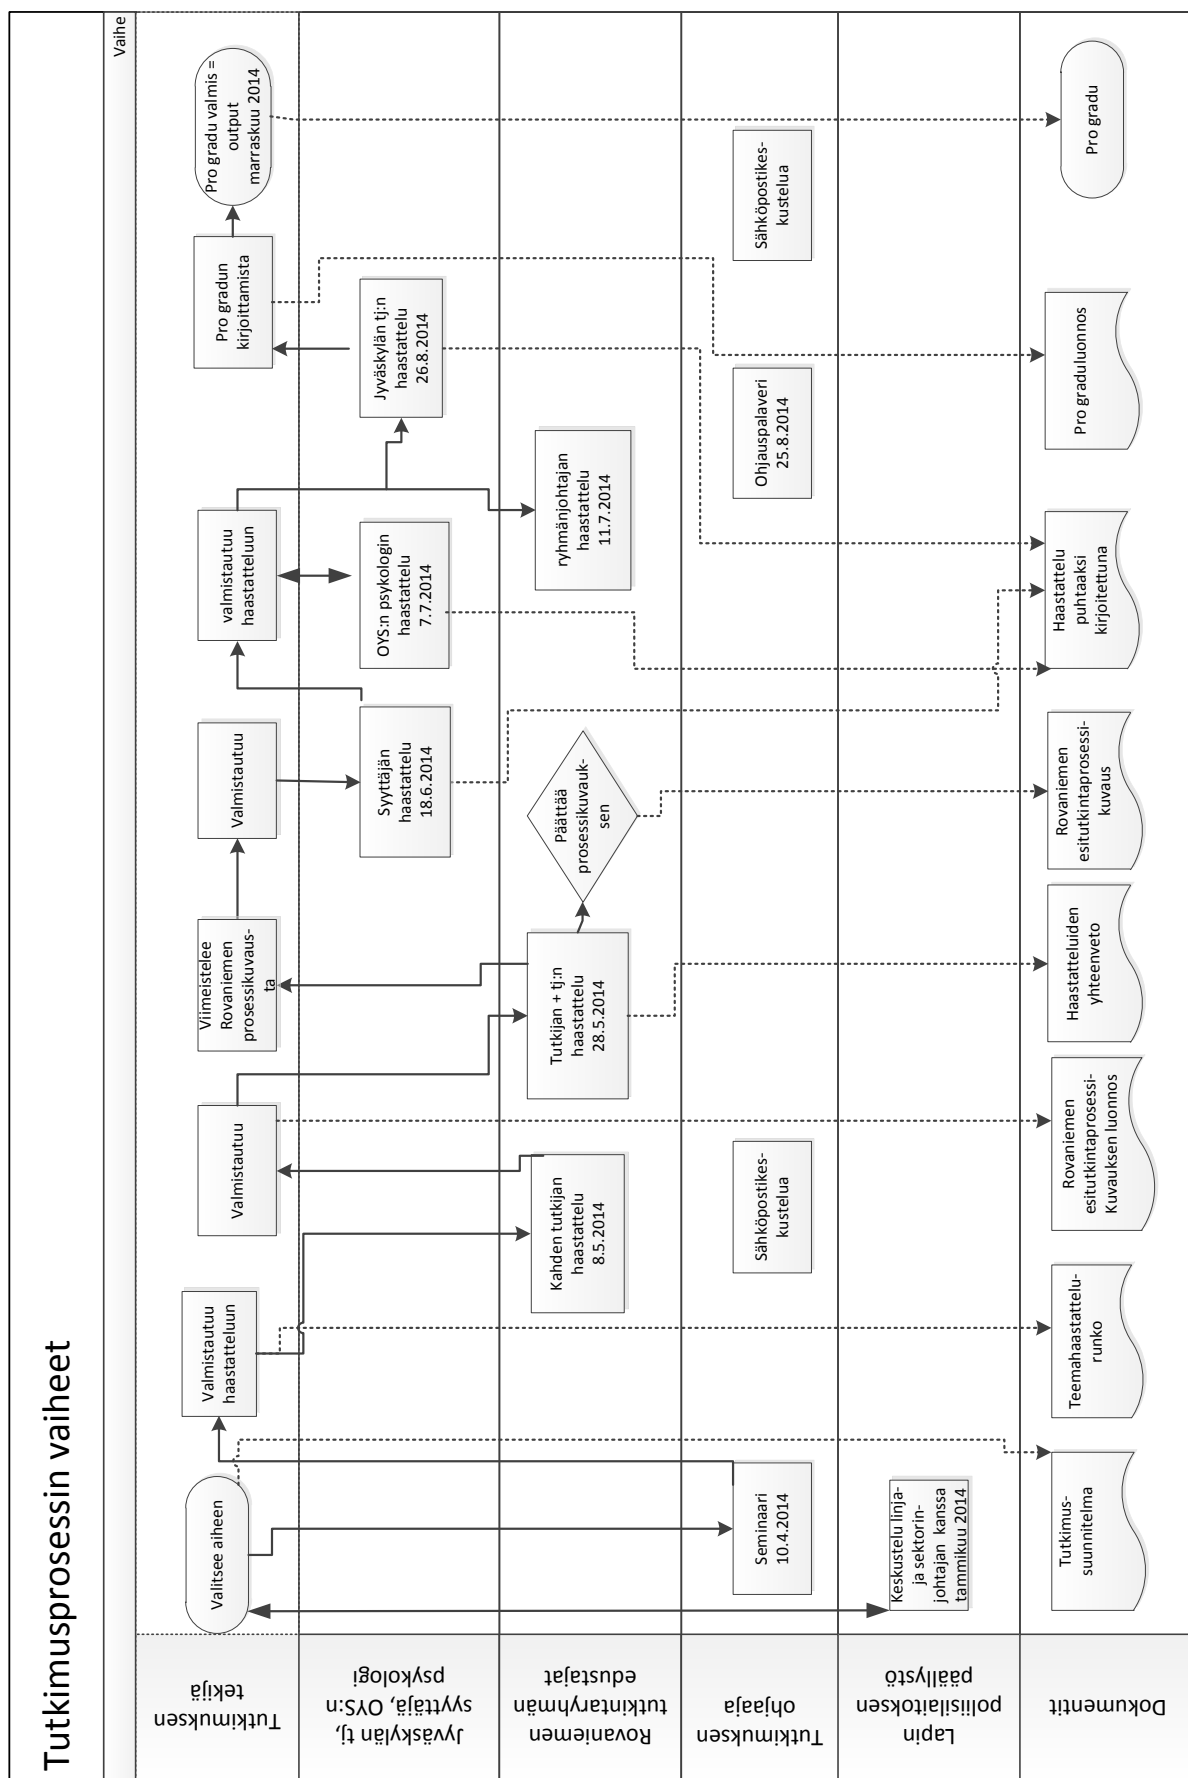 Tutkimusprosessin vaiheet
Vaihe
Tutkimuksen
tekijä
Valitsee aiheen
Valmistautuu
haastatteluun
Valmistautuu
Viimeistelee
Rovaniemen
prosessikuvaus-
ta
Valmistautuu
valmistautuu
haastatteluun
Pro gradun
kirjoittamista
Pro gradu valmis =
output
marraskuu 2014
Jyväskylän tj,
syyttäjä, OYS:n
psykologi
Syyttäjän
haastattelu
18.6.2014
OYS:n psykologin
haastattelu
7.7.2014
Jyväskylän tj:n
haastattelu
26.8.2014
Rovaniemen
tutkintaryhmän
edustajat
Kahden tutkijan
haastattelu
8.5.2014
Tutkijan + tj:n
haastattelu
28.5.2014
Päättää
prosessikuvauk-
sen
ryhmänjohtajan
haastattelu
11.7.2014
Tutkimuksen
ohjaaja
Seminaari
10.4.2014
Sähköpostikes-
kustelua
Ohjauspalaveri
25.8.2014
Sähköpostikes-
kustelua
Lapin
poliisilaitoksen
päällystö
Keskustelu linja-
ja sektorin-
johtajan kanssa
tammikuu 2014
Dokumentit
Tutkimus-
suunnitelma
Teemahaastattelu-
runko
Rovaniemen
esitutkintaprosessi-
Kuvauksen luonnos
Haastatteluiden
yhteenveto
Rovaniemen
esitutkintaprosessi-
kuvaus
Haastattelu
puhtaaksi
kirjoitettuna
Pro graduluonnos
Pro gradu